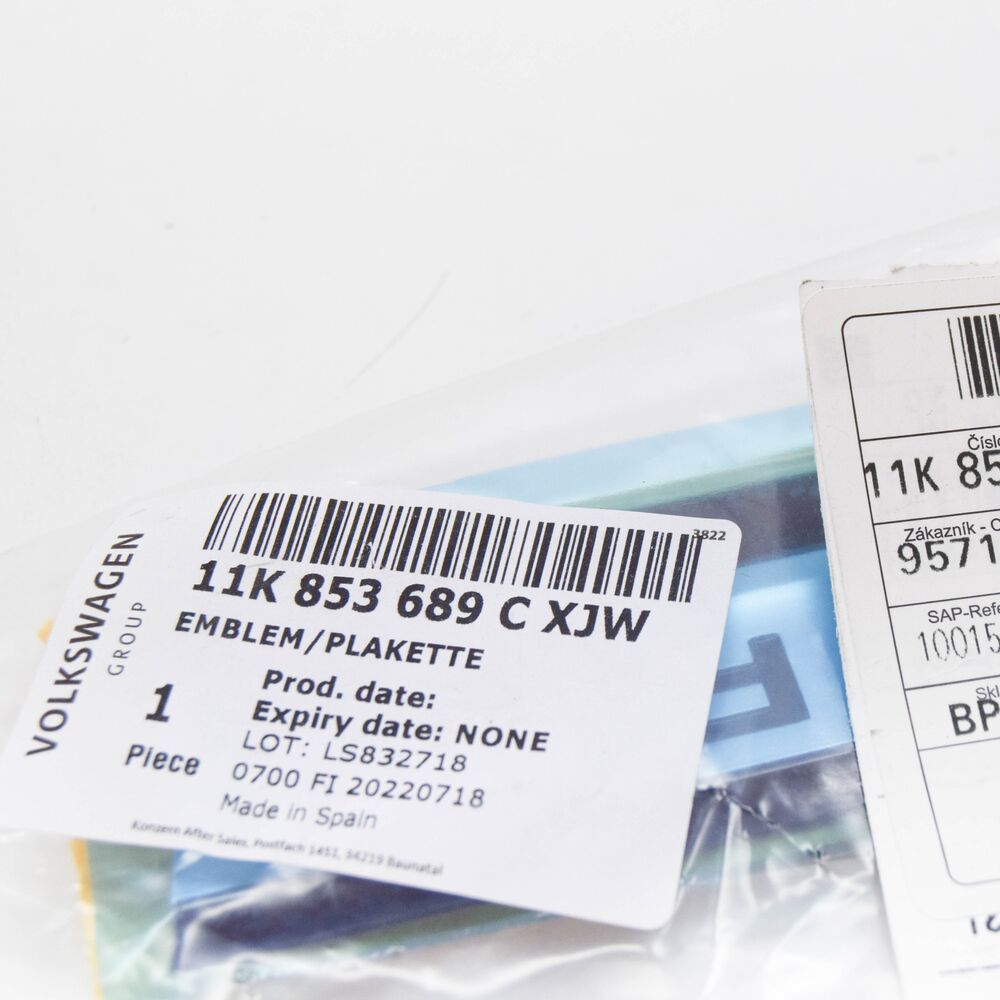 VOLKSWAGEN
GROUP
3822
11K 853 689 C XJW
EMBLEM/PLAKETTE
Prod. date:
1
Expiry date: NONE
Piece
LOT: LS832718
0700 FI 20220718
Made in Spain
Konzern After Sales, Postfach 1451, 34219 Baunatal
Číslo
11K 85
Zákazník - O
9571
SAP-Refe
10015
Skl
BP